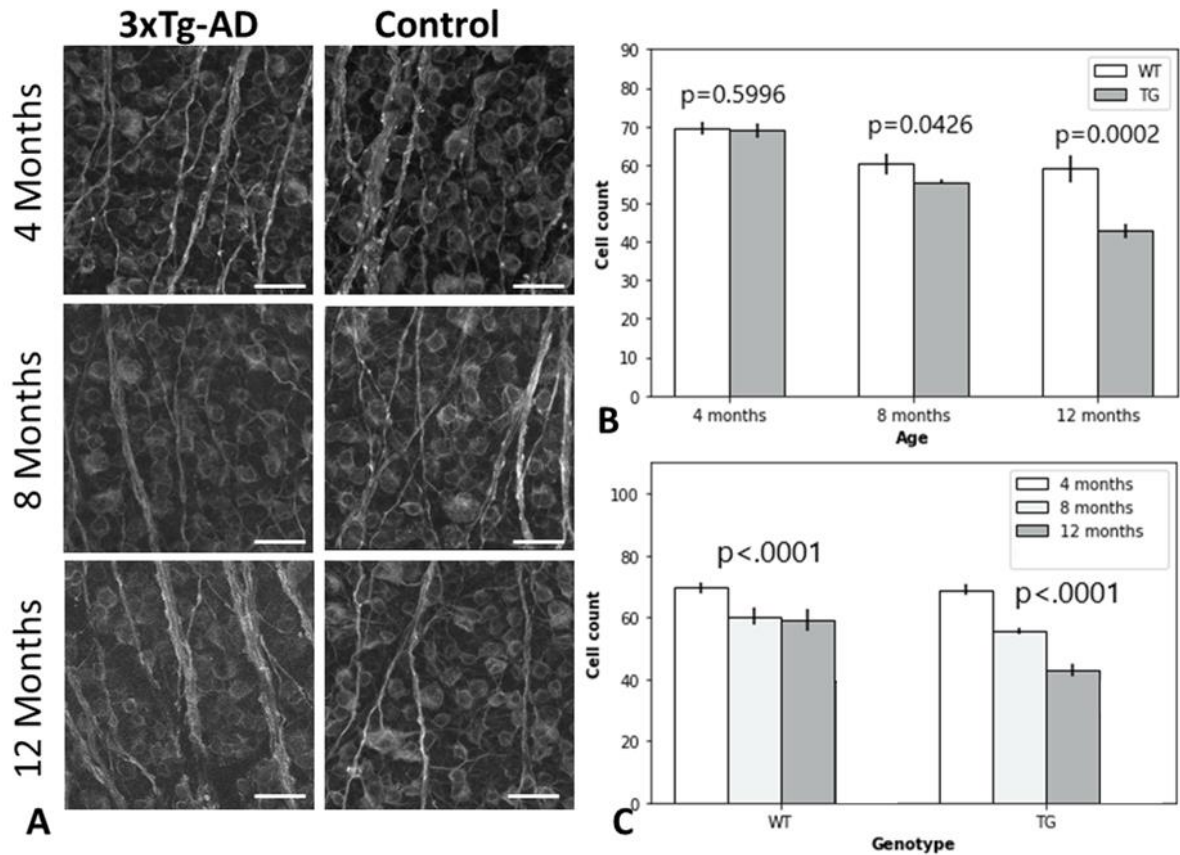 3xTg-AD
Control
4 Months
8 Months
12 Months
A
90
80
70
60
50
40
30
20
10
0
Cell count
WT
TG
p=0.5996
p=0.0426
p=0.0002
4 months
8 months
12 months
Age
B
100
80
60
40
20
0
Cell count
4 months
8 months
12 months
p<.0001
p<.0001
WT
TG
Genotype
C